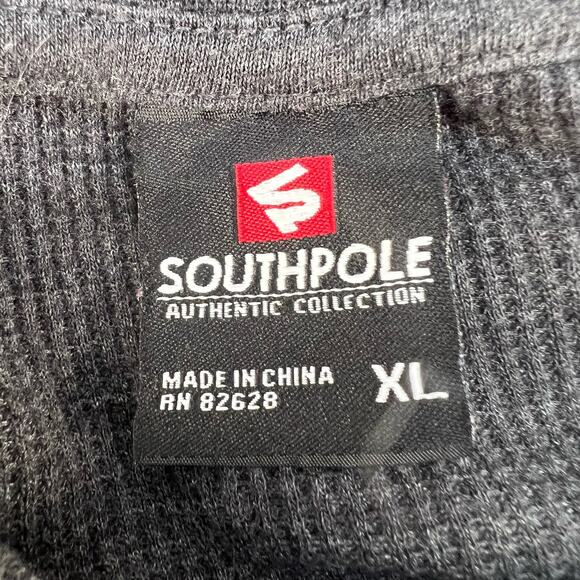 SOUTHPOLE
AUTHENTIC COLLECTION
MADE IN CHINA
RN 82628
XL